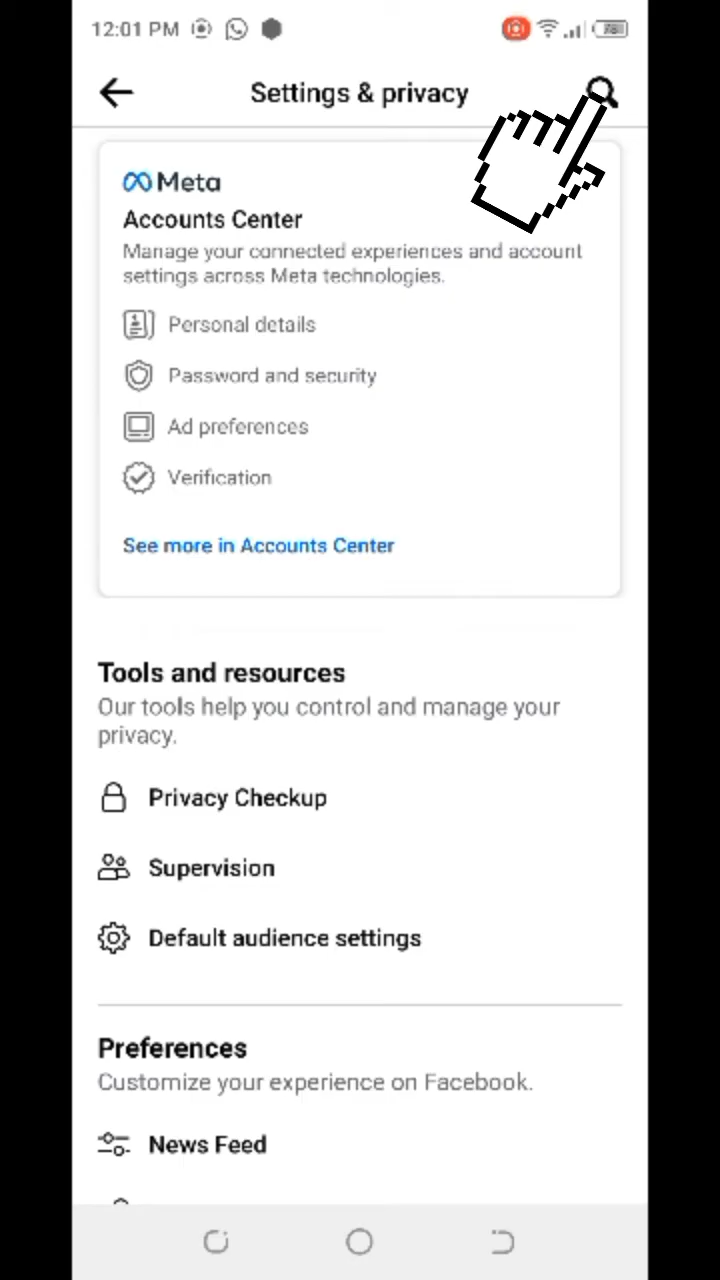 12:01 PM
Settings & privacy
Meta
Accounts Center
Manage your connected experiences and account
settings across Meta technologies.
Personal details
Password and security
Ad preferences
Verification
See more in Accounts Center
Tools and resources
Our tools help you control and manage your
privacy.
Privacy Checkup
Supervision
Default audience settings
Preferences
Customize your experience on Facebook.
News Feed